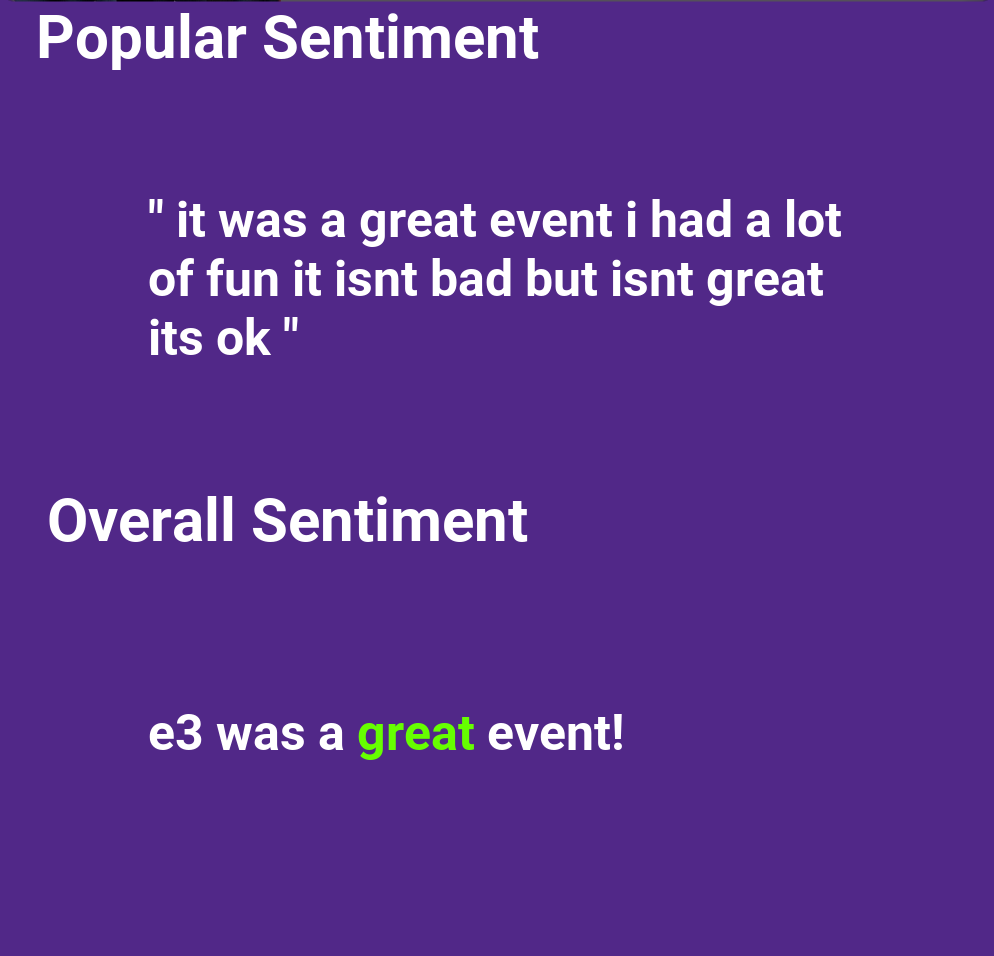 Popular Sentiment
" it was a great event i had a lot
of fun it isnt bad but isnt great
its ok "
Overall Sentiment
e3 was a great event!